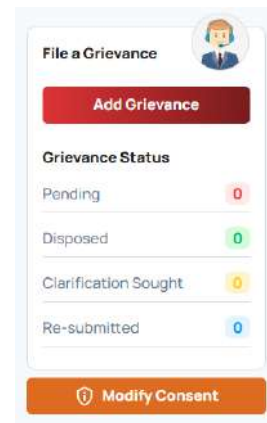 File a Grievance
Add Grievance
Grievance Status
Pending 0
Disposed 0
Clarification Sought 0
Re-submitted 0
Modify Consent